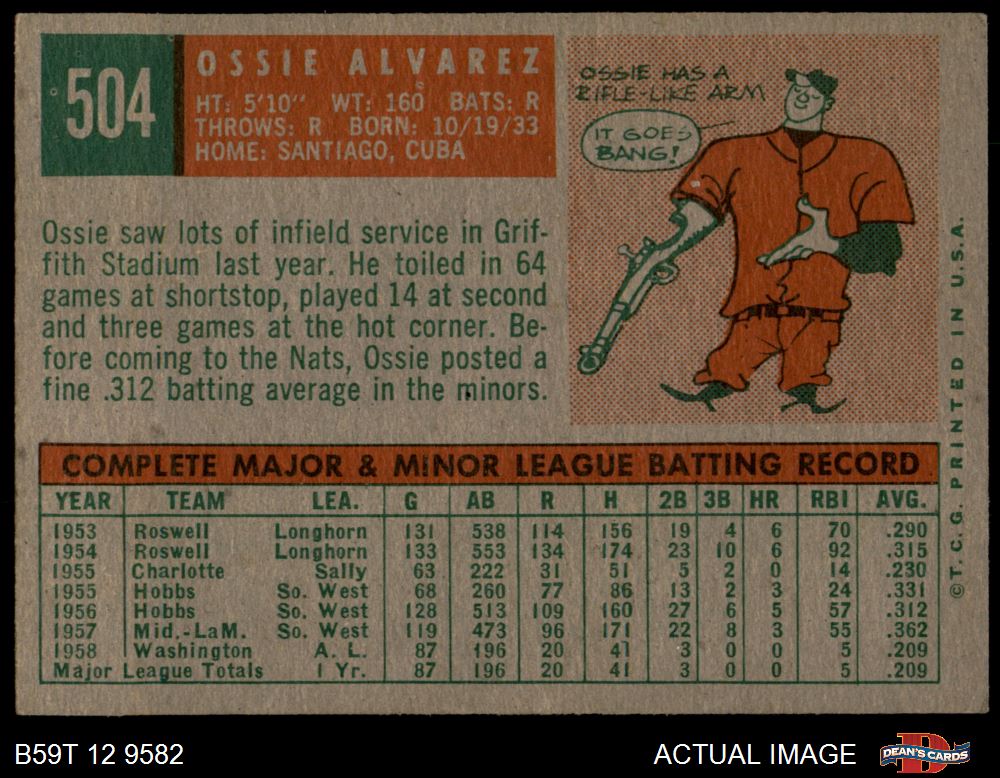 504
OSSIE ALVAREZ
HT: 5'10" WT: 160 BATS: R
THROWS: R BORN: 10/19/33
HOME: SANTIAGO, CUBA
OSSIE HAS A
RIFLE-LIKE ARM
IT GOES
BANG!
Ossie saw lots of infield service in Grif-
fith Stadium last year. He toiled in 64
games at shortstop, played 14 at second
and three games at the hot corner. Be-
fore coming to the Nats, Ossie posted a
fine .312 batting average in the minors.
COMPLETE MAJOR & MINOR LEAGUE BATTING RECORD
YEAR TEAM LEA. G AB R H 2B 3B HR RBI AVG.
1953 Roswell Longhorn 131 538 114 156 19 4 6 70 .290
1954 Roswell Longhorn 133 553 134 174 23 10 6 92 .315
1955 Charlotte Sally 63 222 31 51 5 2 0 14 .230
1955 Hobbs So. West 68 260 77 86 13 2 3 24 .331
1956 Hobbs So. West 128 513 109 160 27 6 5 57 .312
1957 Mid.-LaM. So. West 119 473 96 171 22 8 3 55 .362
1958 Washington A. L. 87 196 20 41 3 0 0 5 .209
Major League Totals 1 Yr. 87 196 20 41 3 0 0 5 .209
© T. C. G. PRINTED IN U.S.A.
B59T 12 9582
ACTUAL IMAGE
DEAN'S CARDS